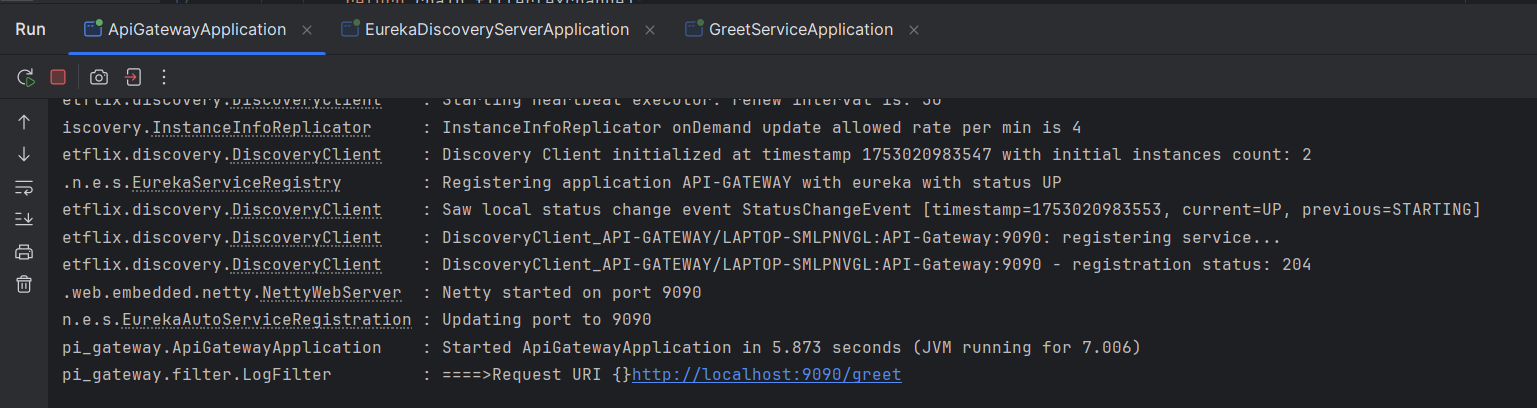 return chain.filter(exchange)
Run ApiGatewayApplication EurekaDiscoveryServerApplication GreetServiceApplication
etflix.discovery.DiscoveryClient : Starting heartbeat executor: renew interval is: 30
iscovery.InstanceInfoReplicator : InstanceInfoReplicator onDemand update allowed rate per min is 4
etflix.discovery.DiscoveryClient : Discovery Client initialized at timestamp 1753020983547 with initial instances count: 2
.n.e.s.EurekaServiceRegistry : Registering application API-GATEWAY with eureka with status UP
etflix.discovery.DiscoveryClient : Saw local status change event StatusChangeEvent [timestamp=1753020983553, current=UP, previous=STARTING]
etflix.discovery.DiscoveryClient : DiscoveryClient_API-GATEWAY/LAPTOP-SMLPNVGL:API-Gateway:9090: registering service...
etflix.discovery.DiscoveryClient : DiscoveryClient_API-GATEWAY/LAPTOP-SMLPNVGL:API-Gateway:9090 - registration status: 204
.web.embedded.netty.NettyWebServer : Netty started on port 9090
n.e.s.EurekaAutoServiceRegistration : Updating port to 9090
pi_gateway.ApiGatewayApplication : Started ApiGatewayApplication in 5.873 seconds (JVM running for 7.006)
pi_gateway.filter.LogFilter : ====>Request URI {}http://localhost:9090/greet